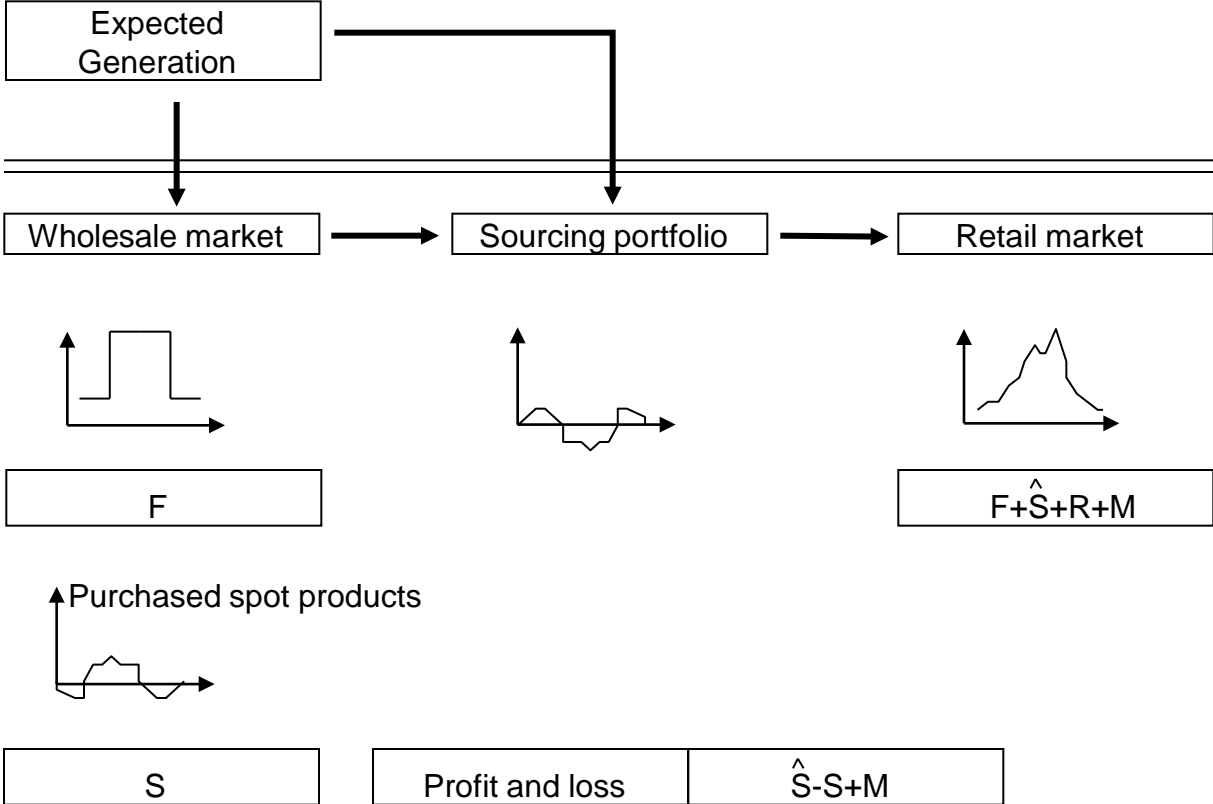 Expected
Generation
Wholesale market
Sourcing portfolio
Retail market
F
F+Ŝ+R+M
Purchased spot products
S
Profit and loss
Ŝ-S+M